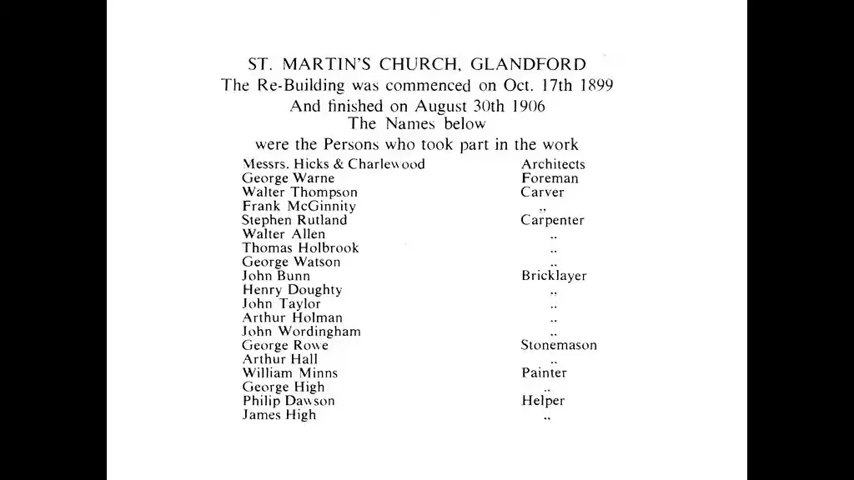 ST. MARTIN'S CHURCH, GLANDFORD
The Re-Building was commenced on Oct. 17th 1899
And finished on August 30th 1906
The Names below
were the Persons who took part in the work
Messrs. Hicks & Charlewood Architects
George Warne Foreman
Walter Thompson Carver
Frank McGinnity ,,
Stephen Rutland Carpenter
Walter Allen ,,
Thomas Holbrook ,,
George Watson ,,
John Bunn Bricklayer
Henry Doughty ,,
John Taylor ,,
Arthur Holman ,,
John Wordingham ,,
George Rowe Stonemason
Arthur Hall ,,
William Minns Painter
George High ,,
Philip Dawson Helper
James High ,,